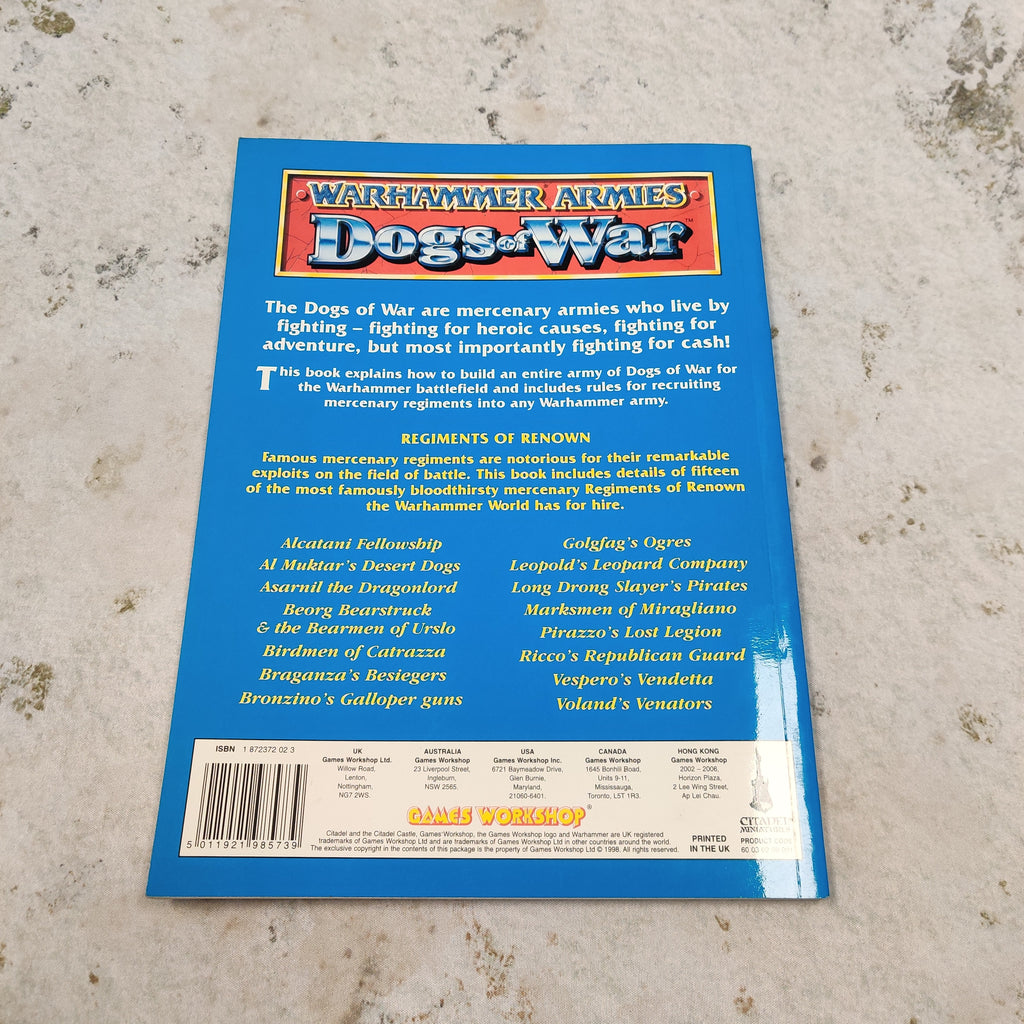 WARHAMMER® ARMIES
Dogs of War™
The Dogs of War are mercenary armies who live by
fighting – fighting for heroic causes, fighting for
adventure, but most importantly fighting for cash!
This book explains how to build an entire army of Dogs of War for
the Warhammer battlefield and includes rules for recruiting
mercenary regiments into any Warhammer army.
REGIMENTS OF RENOWN
Famous mercenary regiments are notorious for their remarkable
exploits on the field of battle. This book includes details of fifteen
of the most famously bloodthirsty mercenary Regiments of Renown
the Warhammer World has for hire.
Alcatani Fellowship
Al Muktar's Desert Dogs
Asarnil the Dragonlord
Beorg Bearstruck
& the Bearmen of Urslo
Birdmen of Catrazza
Braganza's Besiegers
Bronzino's Galloper guns
Golgfag's Ogres
Leopold's Leopard Company
Long Drong Slayer's Pirates
Marksmen of Miragliano
Pirazzo's Lost Legion
Ricco's Republican Guard
Vespero's Vendetta
Voland's Venators
ISBN 1 872372 02 3
5 011921 985739
UK
Games Workshop Ltd.
Willow Road,
Lenton,
Nottingham,
NG7 2WS.
AUSTRALIA
Games Workshop
23 Liverpool Street,
Ingleburn,
NSW 2565.
USA
Games Workshop Inc.
6721 Baymeadow Drive,
Glen Burnie,
Maryland,
21060-6401.
CANADA
Games Workshop
1645 Bonhill Boad,
Units 9-11,
Mississauga,
Toronto, L5T 1R3.
HONG KONG
Games Workshop
2002 – 2006,
Horizon Plaza,
2 Lee Wing Street,
Ap Lei Chau.
GAMES WORKSHOP®
Citadel and the Citadel Castle, Games Workshop, the Games Workshop logo and Warhammer are UK registered
trademarks of Games Workshop Ltd and are trademarks of Games Workshop Ltd in other countries around the world.
The exclusive copyright in the contents of this package is the property of Games Workshop Ltd © 1998. All rights reserved.
PRINTED
IN THE UK
CITADEL
MINIATURES
PRODUCT CODE